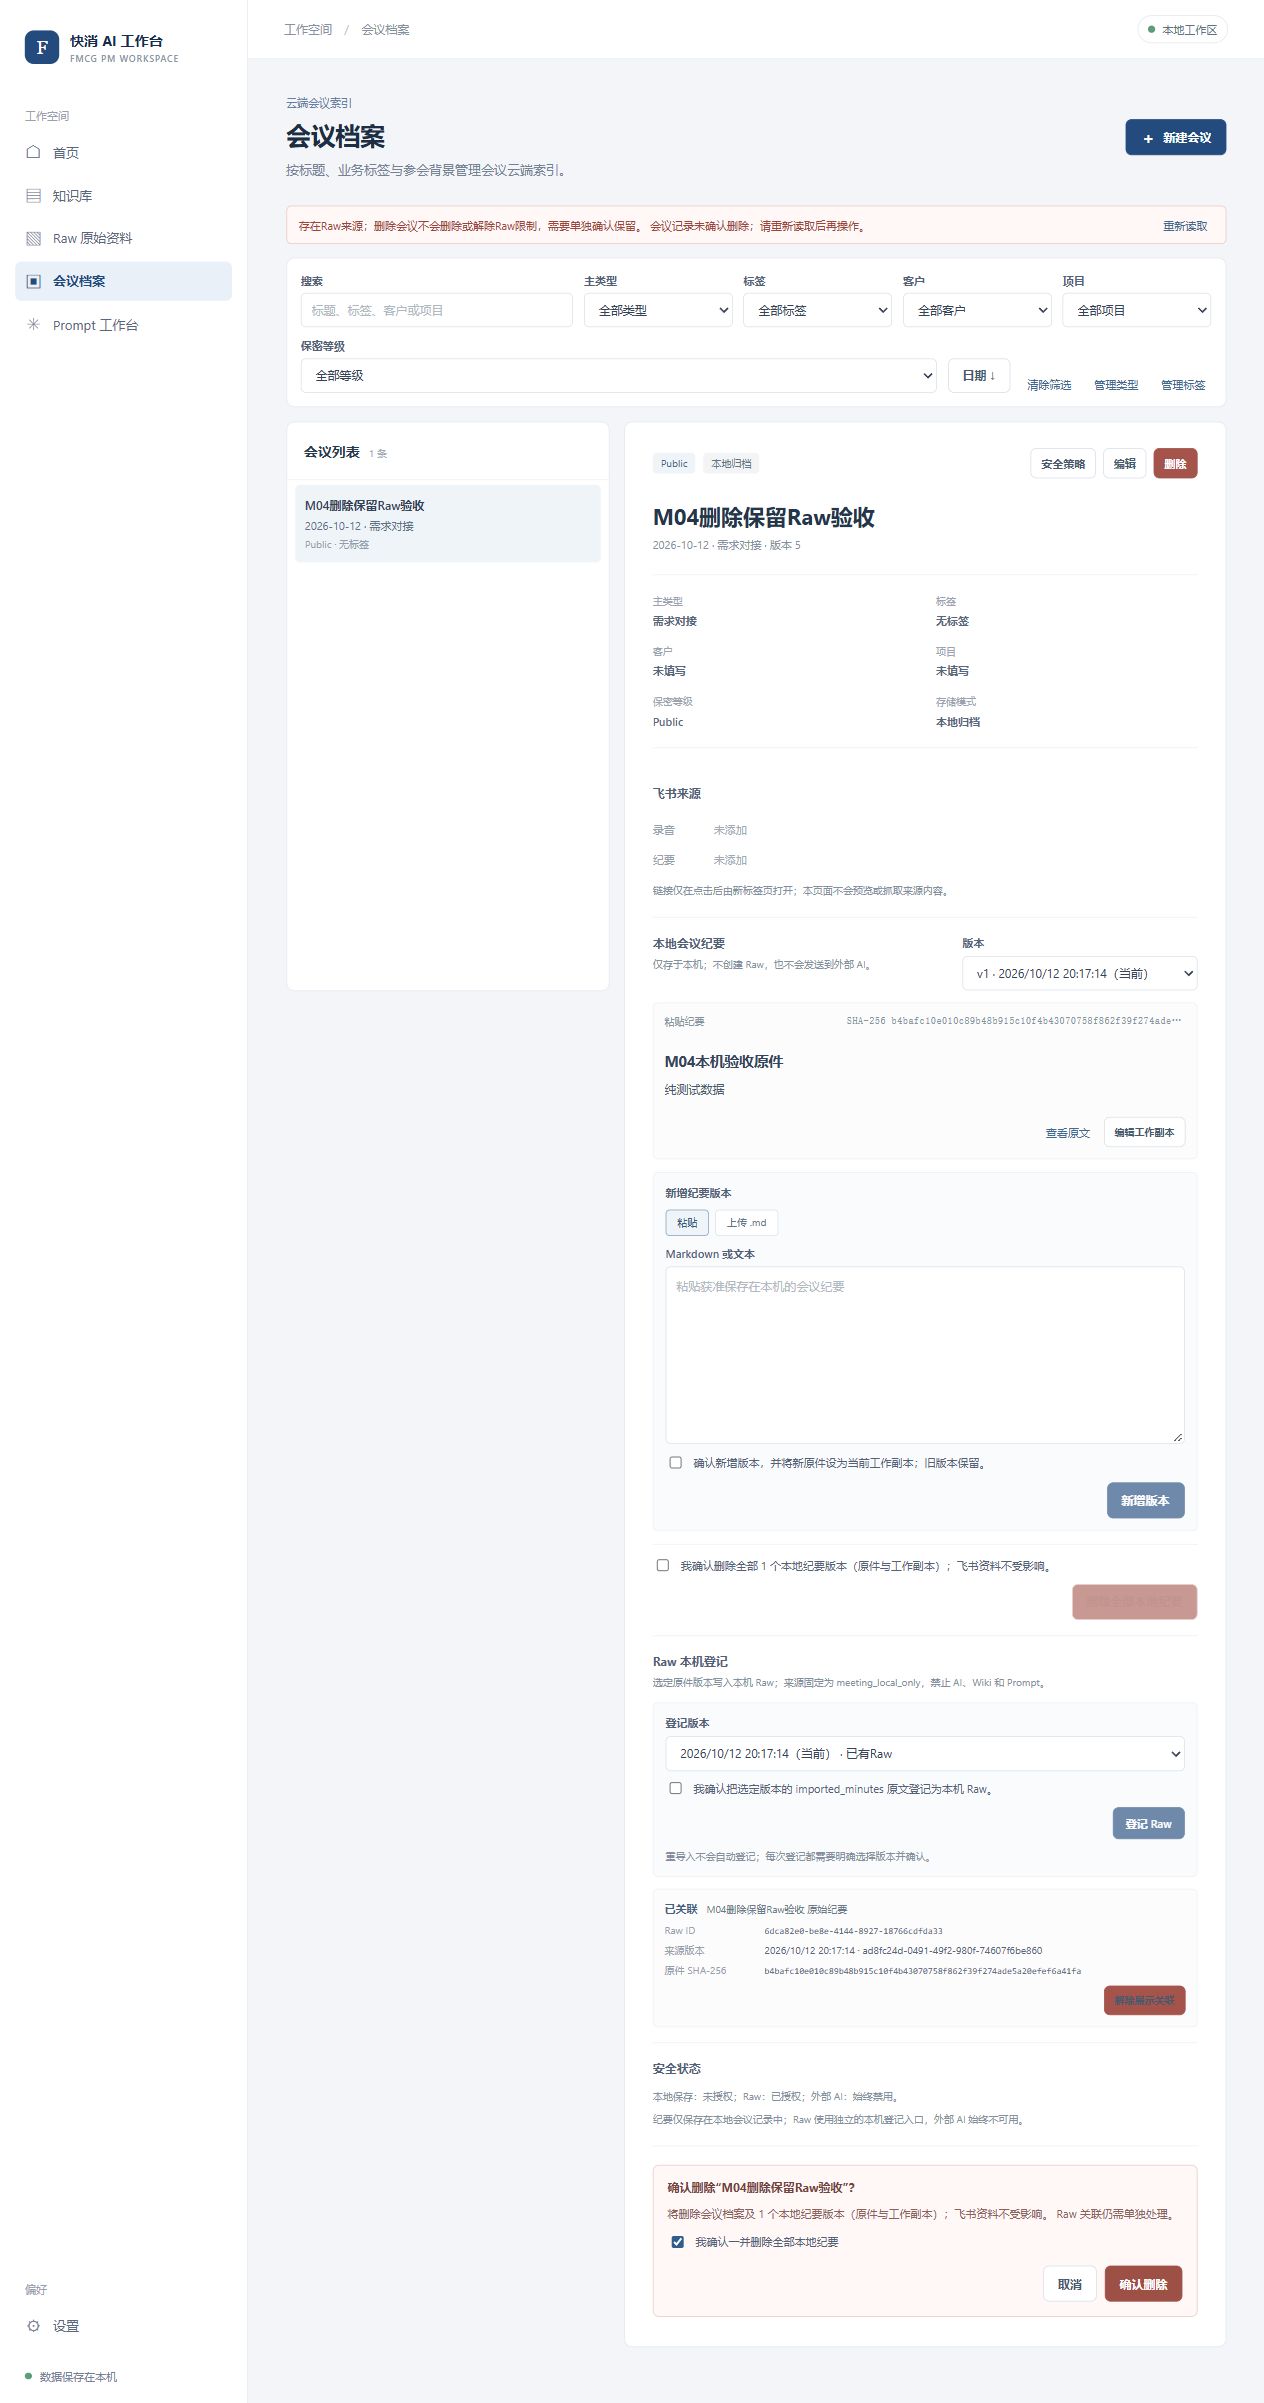 F
快消 AI 工作台
FMCG PM WORKSPACE
工作空间
首页
知识库
Raw 原始资料
会议档案
Prompt 工作台
偏好
设置
数据保存在本机
工作空间 / 会议档案
本地工作区
云端会议索引
会议档案
按标题、业务标签与参会背景管理会议云端索引。
+ 新建会议
存在Raw来源；删除会议不会删除或解除Raw限制，需要单独确认保留。 会议记录未确认删除；请重新读取后再操作。
重新读取
搜索
标题、标签、客户或项目
主类型
全部类型
标签
全部标签
客户
全部客户
项目
全部项目
保密等级
全部等级
日期 ↓
清除筛选
管理类型
管理标签
会议列表 1 条
M04删除保留Raw验收
2026-10-12 · 需求对接
Public · 无标签
Public
本地归档
安全策略
编辑
删除
M04删除保留Raw验收
2026-10-12 · 需求对接 · 版本 5
主类型
需求对接
标签
无标签
客户
未填写
项目
未填写
保密等级
Public
存储模式
本地归档
飞书来源
录音 未添加
纪要 未添加
链接仅在点击后由新标签页打开；本页面不会预览或抓取来源内容。
本地会议纪要
仅存于本机；不创建 Raw，也不会发送到外部 AI。
版本
v1 · 2026/10/12 20:17:14（当前）
粘贴纪要
SHA-256 b4bafc10e010c89b48b915c10f4b43070758f862f39f274ade…
M04本机验收原件
纯测试数据
查看原文
编辑工作副本
新增纪要版本
粘贴
上传 .md
Markdown 或文本
粘贴获准保存在本机的会议纪要
确认新增版本，并将新原件设为当前工作副本；旧版本保留。
新增版本
我确认删除全部 1 个本地纪要版本（原件与工作副本）；飞书资料不受影响。
删除全部本地纪要
Raw 本机登记
选定原件版本写入本机 Raw；来源固定为 meeting_local_only，禁止 AI、Wiki 和 Prompt。
登记版本
2026/10/12 20:17:14（当前） · 已有Raw
我确认把选定版本的 imported_minutes 原文登记为本机 Raw。
登记 Raw
重导入不会自动登记；每次登记都需要明确选择版本并确认。
已关联 M04删除保留Raw验收 原始纪要
Raw ID 6dca82e0-be8e-4144-8927-18766cdfda33
来源版本 2026/10/12 20:17:14 · ad8fc24d-0491-49f2-980f-74607f6be860
原件 SHA-256 b4bafc10e010c89b48b915c10f4b43070758f862f39f274ade5a20efef6a41fa
解除展示关联
安全状态
本地保存：未授权；Raw：已授权；外部 AI：始终禁用。
纪要仅保存在本地会议记录中；Raw 使用独立的本机登记入口，外部 AI 始终不可用。
确认删除“M04删除保留Raw验收”?
将删除会议档案及 1 个本地纪要版本（原件与工作副本）；飞书资料不受影响。 Raw 关联仍需单独处理。
我确认一并删除全部本地纪要
取消
确认删除